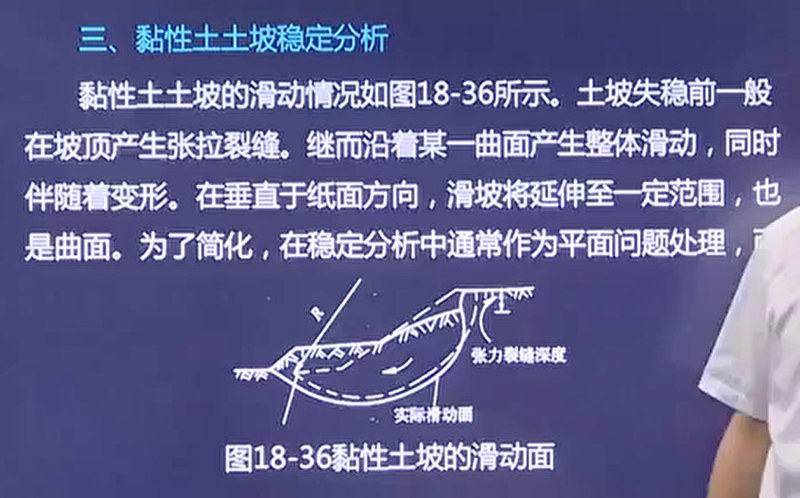 三、黏性土土坡稳定分析
黏性土土坡的滑动情况如图18-36所示。土坡失稳前一般
在坡顶产生张拉裂缝。继而沿着某一曲面产生整体滑动，同时
伴随着变形。在垂直于纸面方向，滑坡将延伸至一定范围，也
是曲面。为了简化，在稳定分析中通常作为平面问题处理，
R
张力裂缝深度
实际滑动面
图18-36黏性土坡的滑动面